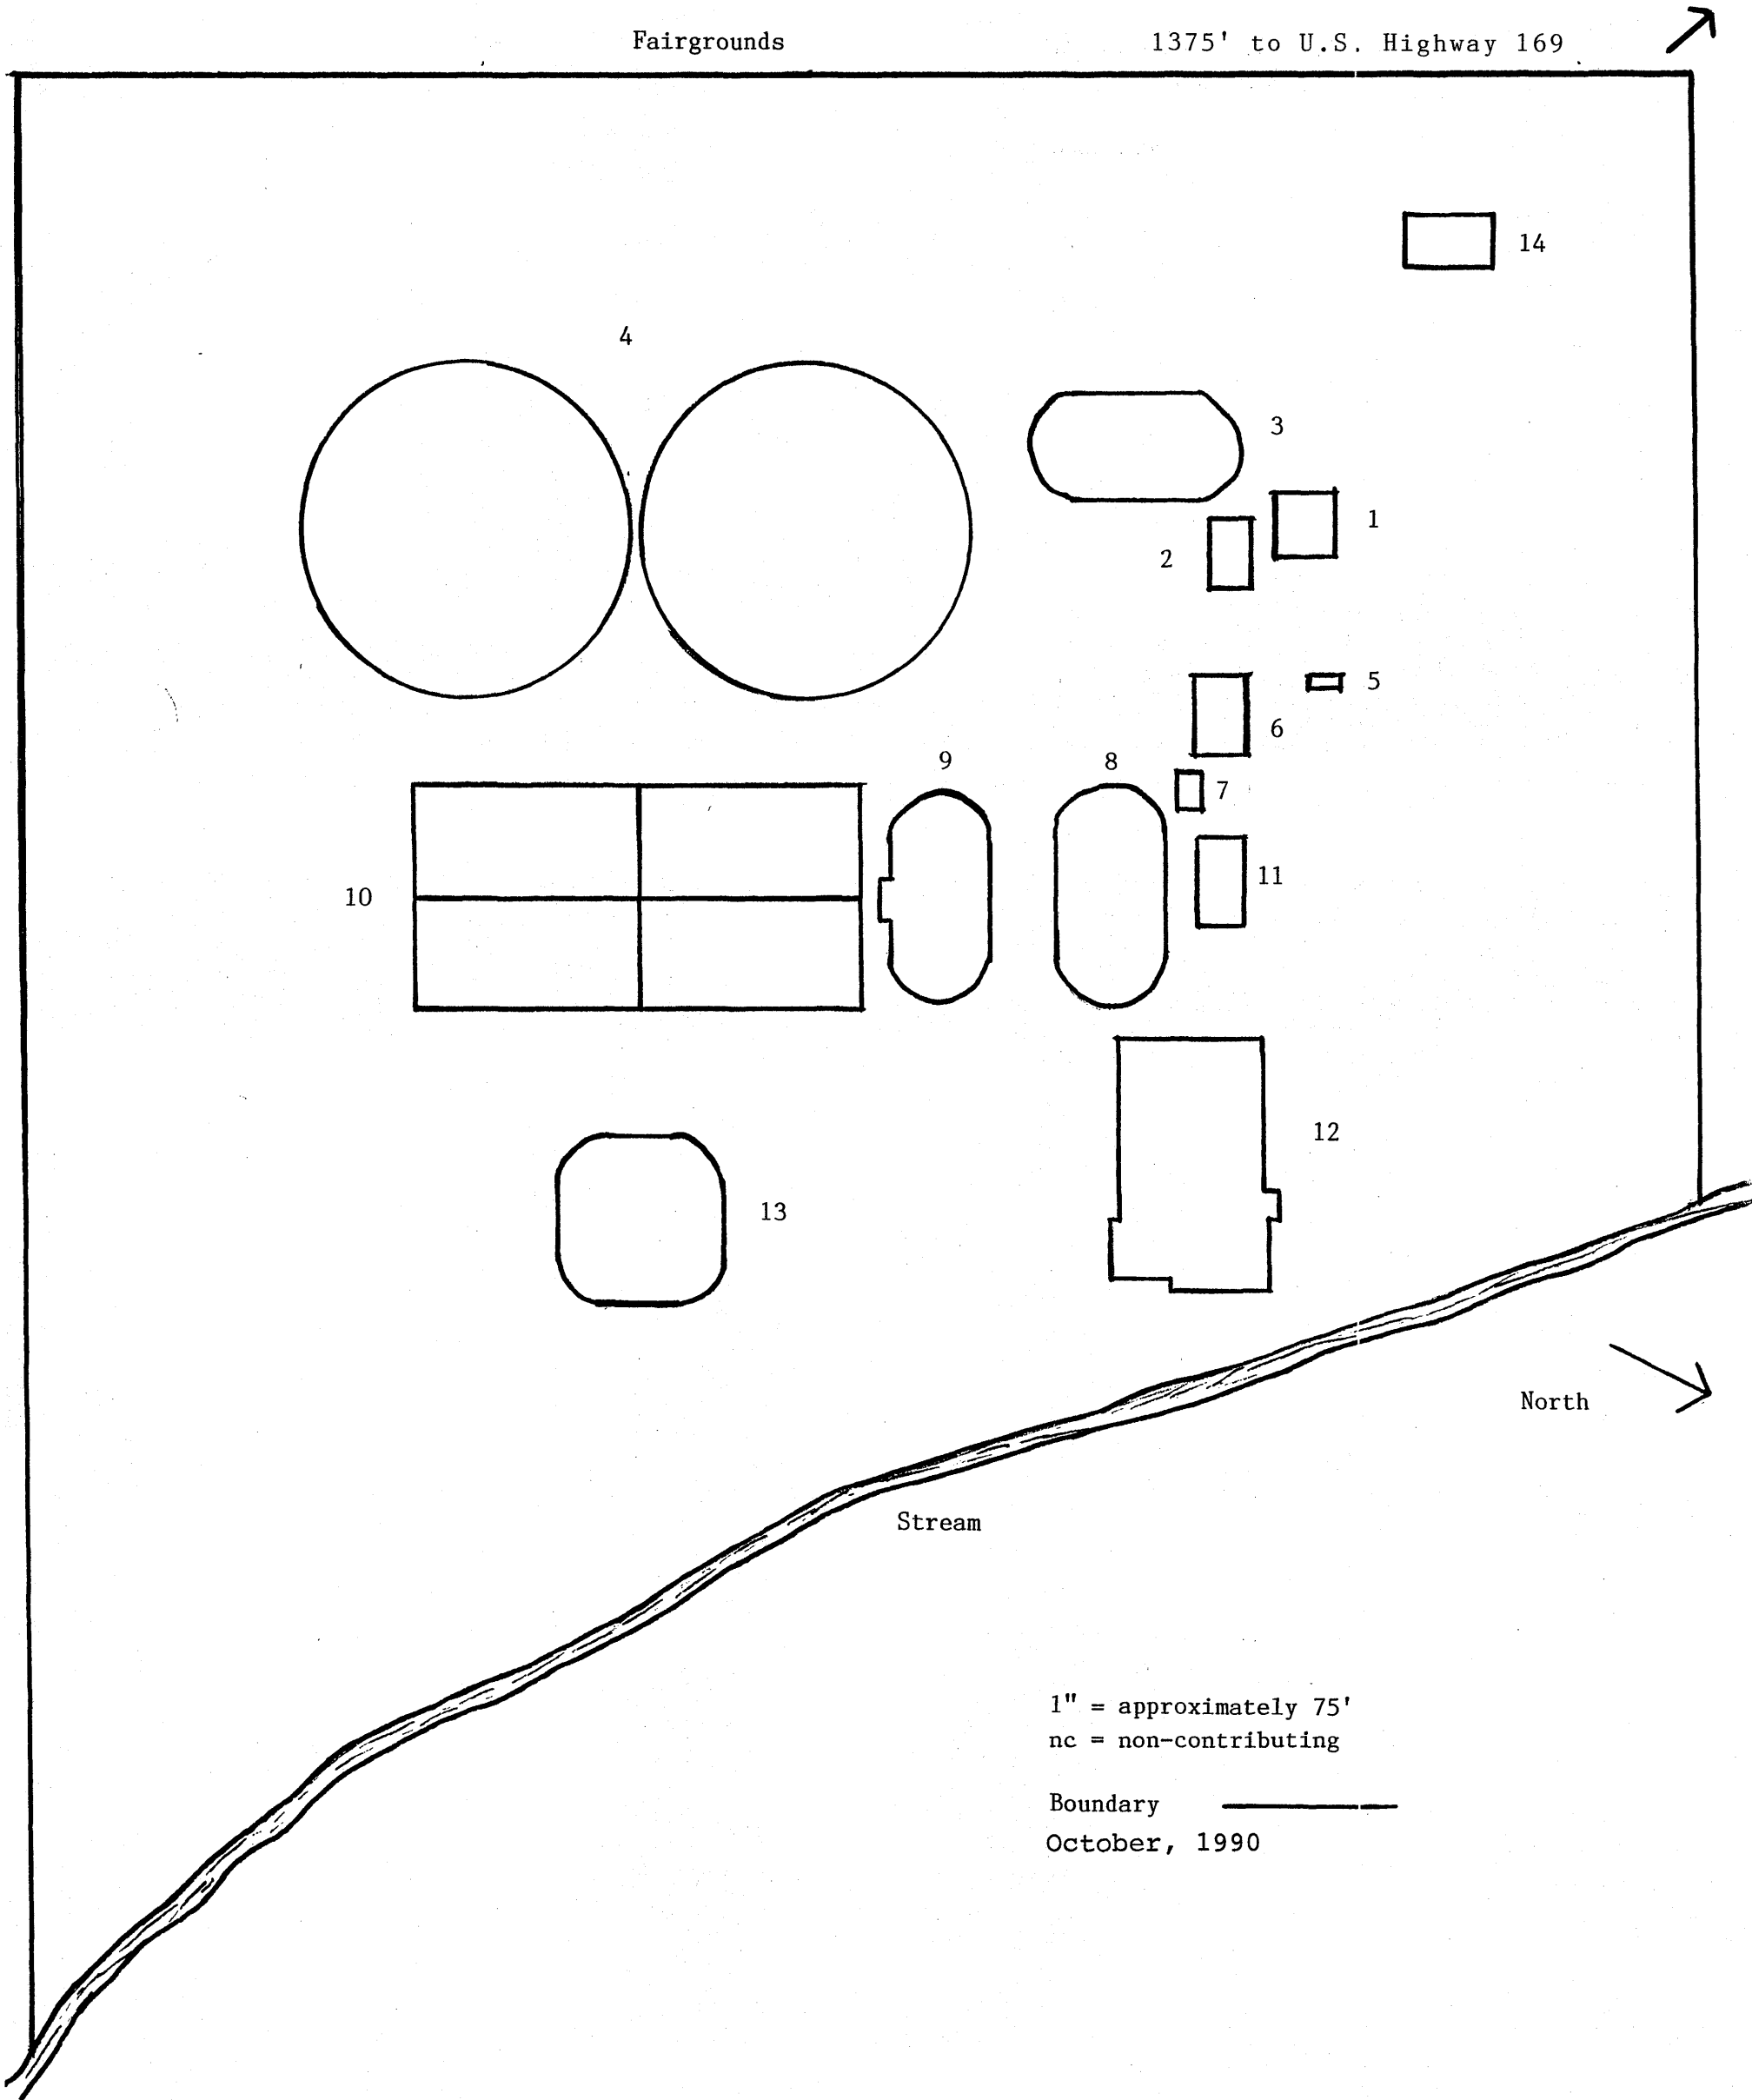 Fairgrounds
1375' to U.S. Highway 169
14
4
3
1
2
5
6
9
8
7
10
11
12
13
North
Stream
1" = approximately 75'
nc = non-contributing
Boundary
October, 1990